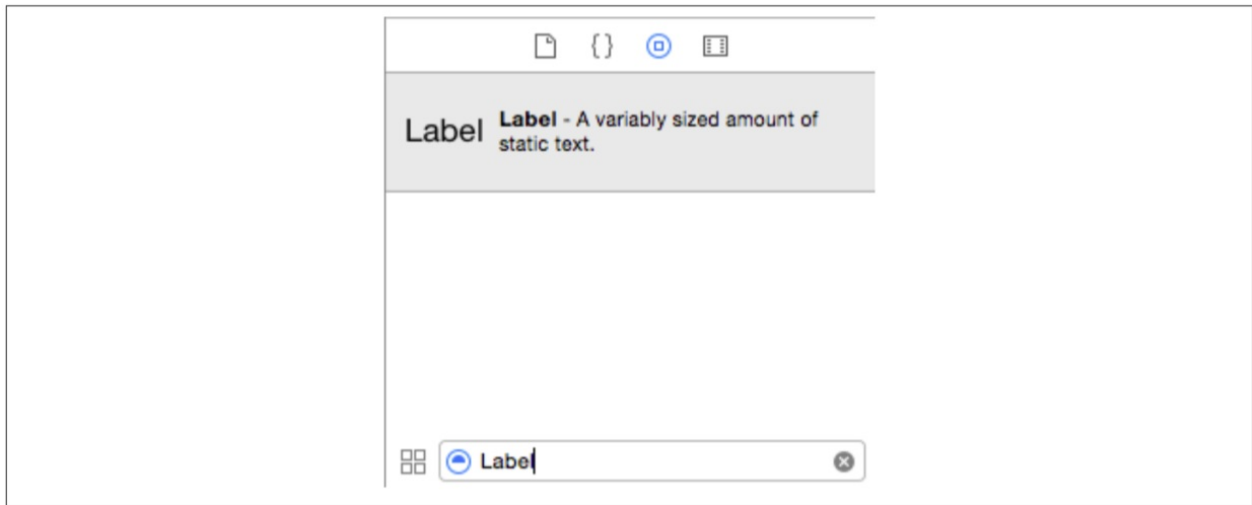 {}
Label
Label - A variably sized amount of
static text.
Label